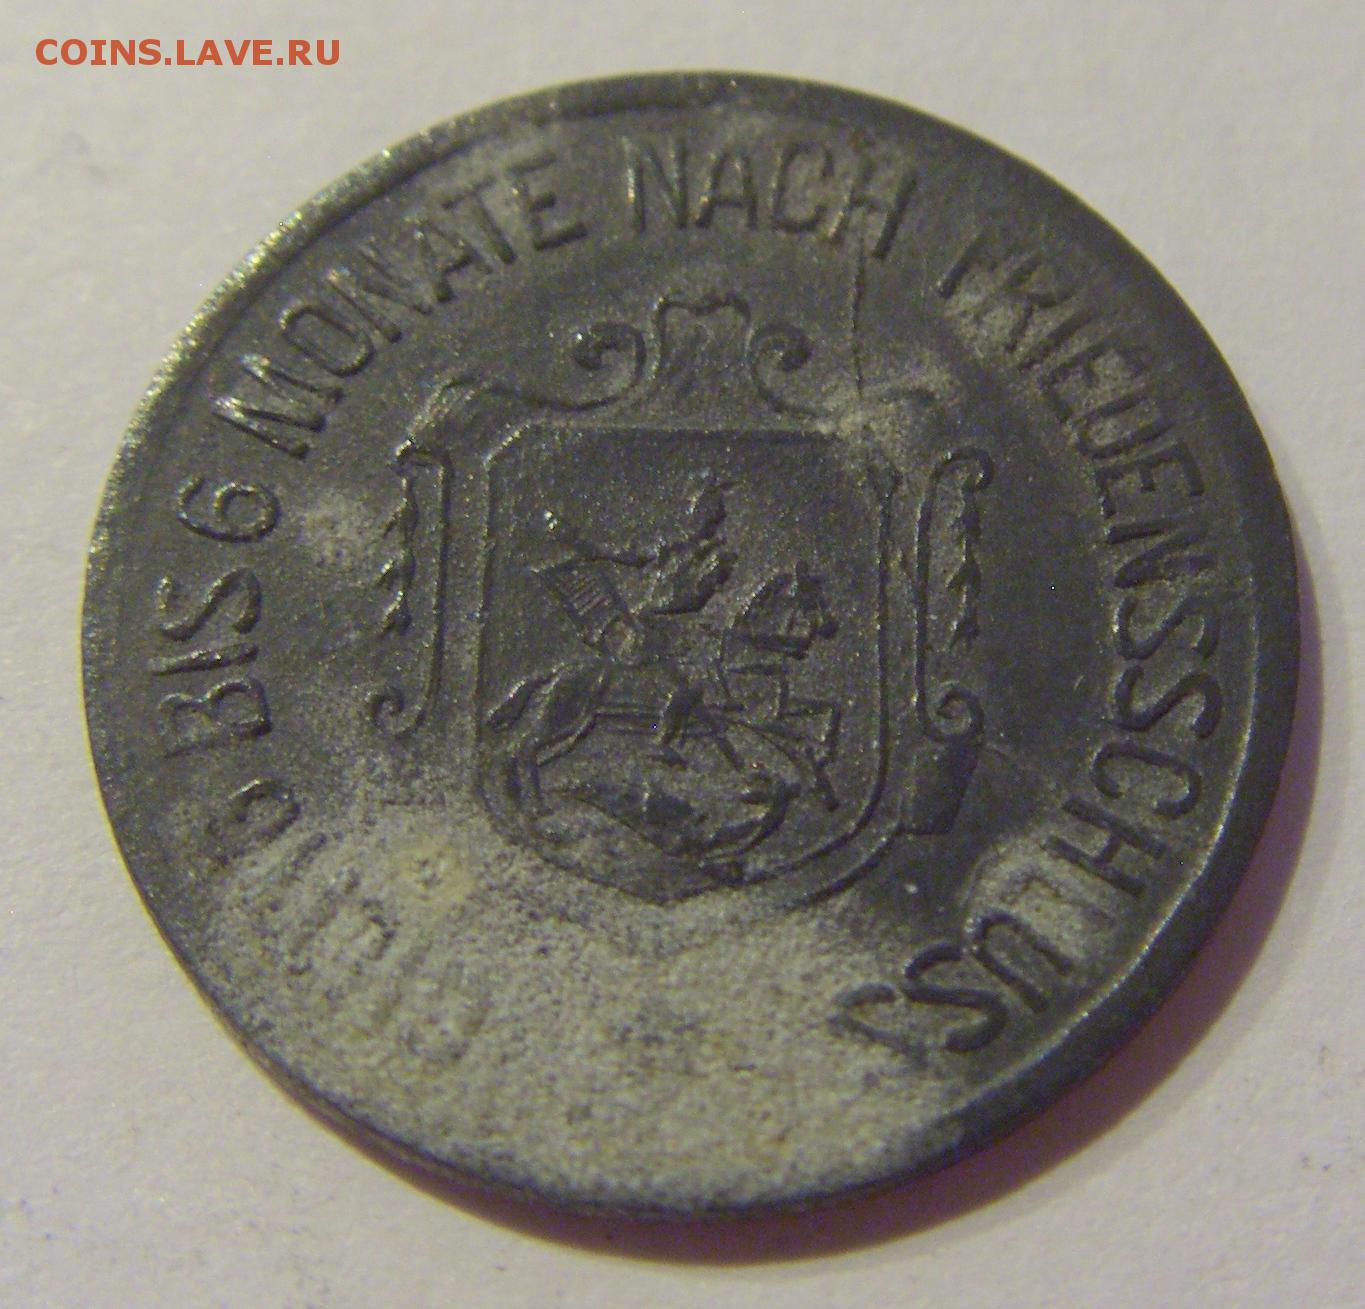 COINS.LAVE.RU
BIS 6 MONATE NACH FRIEDENSSCHLUSS